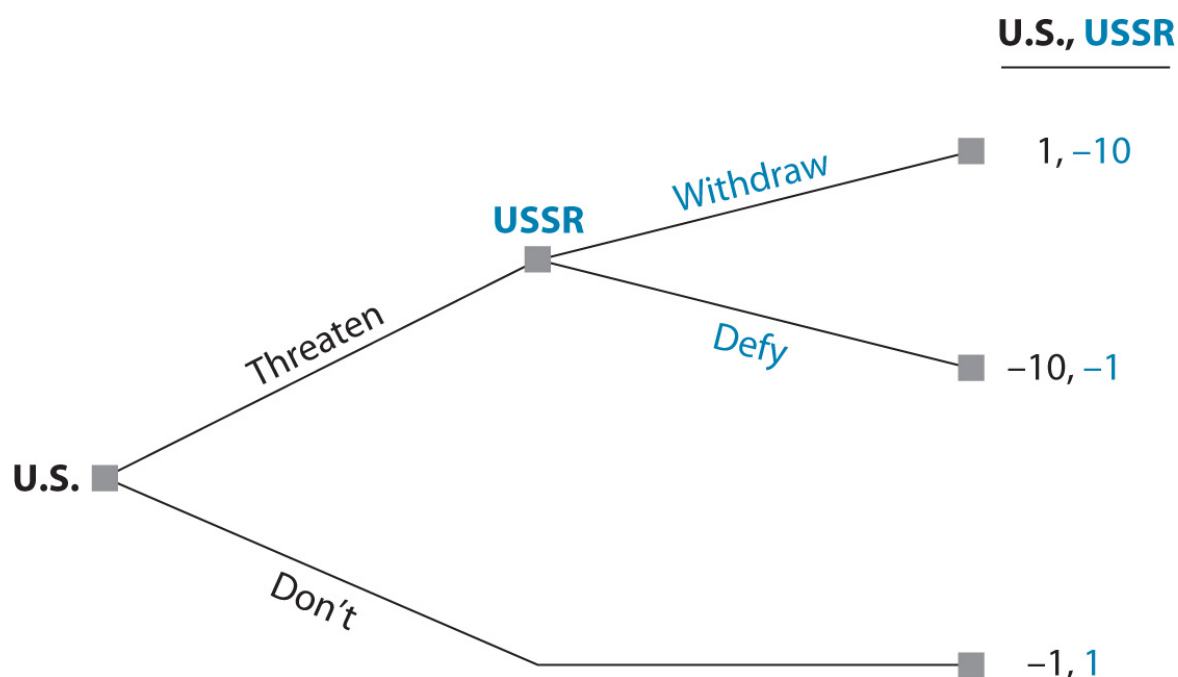 U.S., USSR
1, –10
Withdraw
USSR
Threaten
Defy
–10, –1
U.S.
Don’t
–1, 1